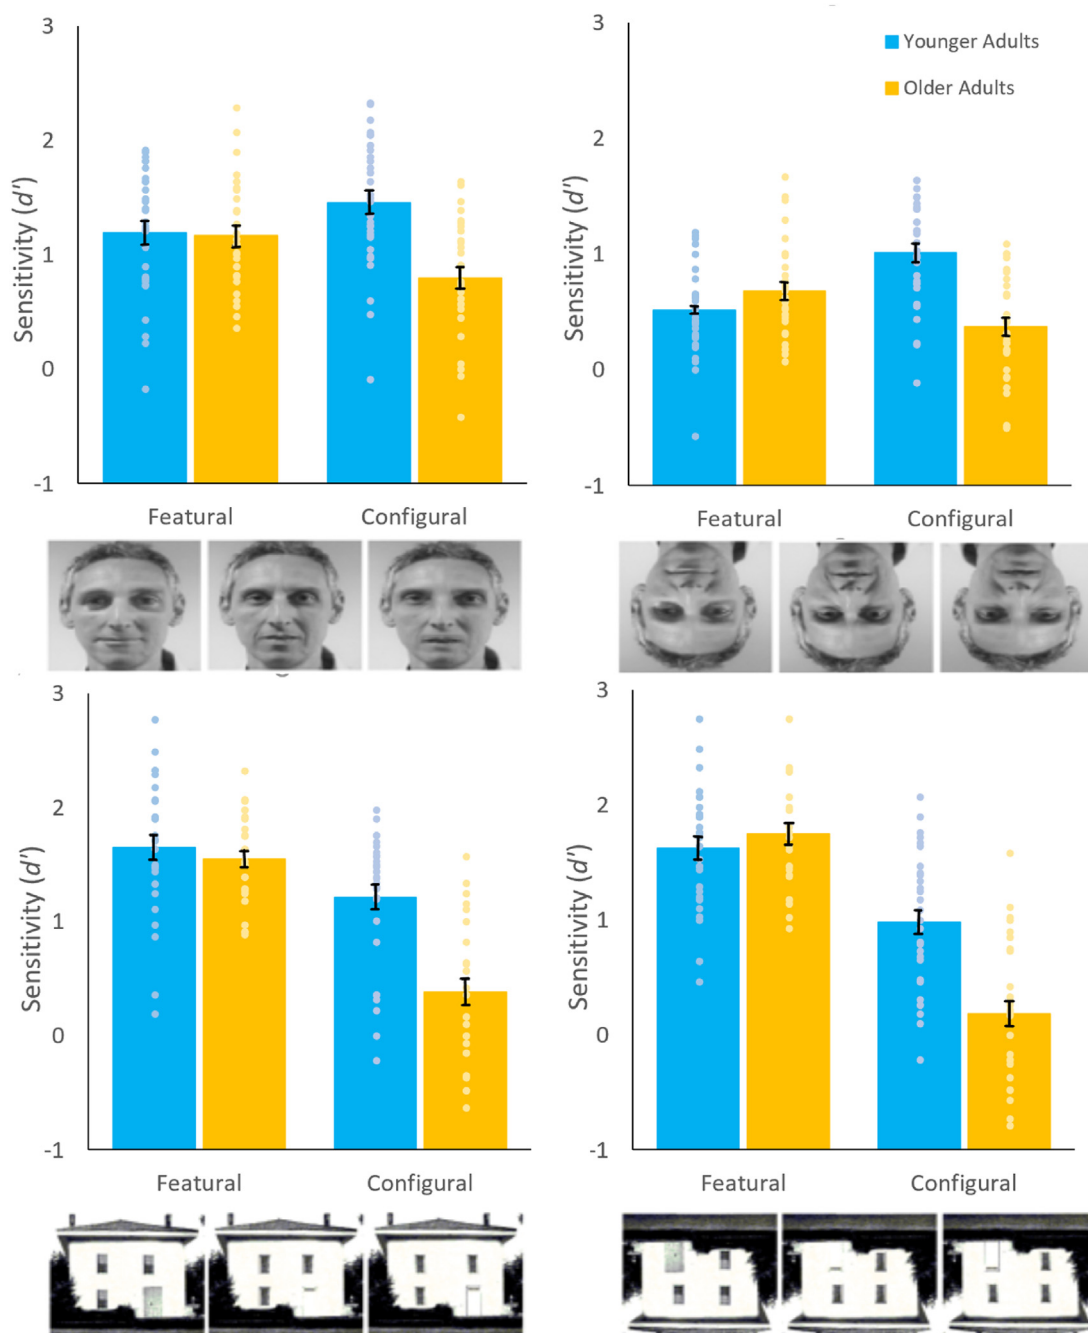 3
2
1
0
-1
Sensitivity (d')
Featural
Configural
3
2
1
0
-1
Sensitivity (d')
Younger Adults
Older Adults
Featural
Configural
3
2
1
0
-1
Sensitivity (d')
Featural
Configural
3
2
1
0
-1
Sensitivity (d')
Featural
Configural